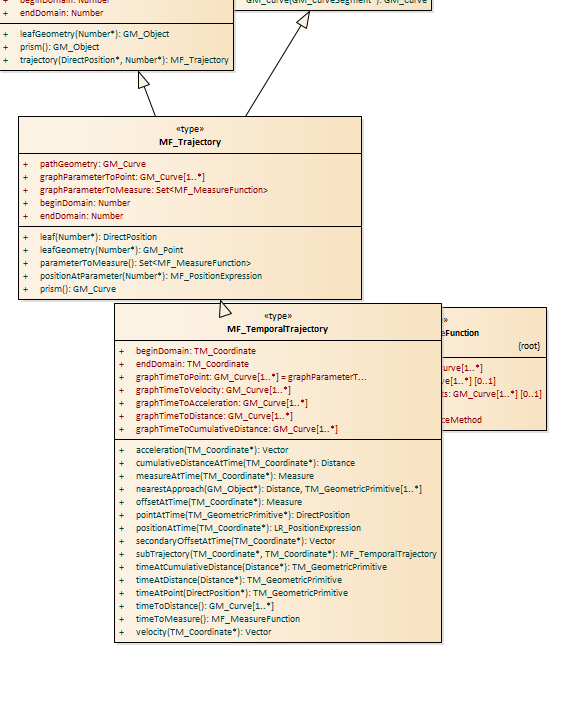 beginDomain: Number
+ endDomain: Number
+ leafGeometry(Number*): GM_Object
+ prism(): GM_Object
+ trajectory(DirectPosition*, Number*): MF_Trajectory
GM_Curve(GM_CurveSegment*): GM_Curve
«type»
MF_Trajectory
+ pathGeometry: GM_Curve
+ graphParameterToPoint: GM_Curve[1..*]
+ graphParameterToMeasure: Set<MF_MeasureFunction>
+ beginDomain: Number
+ endDomain: Number
+ leaf(Number*): DirectPosition
+ leafGeometry(Number*): GM_Point
+ parameterToMeasure(): Set<MF_MeasureFunction>
+ positionAtParameter(Number*): MF_PositionExpression
+ prism(): GM_Curve
«type»
MF_TemporalTrajectory
+ beginDomain: TM_Coordinate
+ endDomain: TM_Coordinate
+ graphTimeToPoint: GM_Curve[1..*] = graphParameterT...
+ graphTimeToVelocity: GM_Curve[1..*]
+ graphTimeToAcceleration: GM_Curve[1..*]
+ graphTimeToDistance: GM_Curve[1..*]
+ graphTimeToCumulativeDistance: GM_Curve[1..*]
+ acceleration(TM_Coordinate*): Vector
+ cumulativeDistanceAtTime(TM_Coordinate*): Distance
+ measureAtTime(TM_Coordinate*): Measure
+ nearestApproach(GM_Object*): Distance, TM_GeometricPrimitive[1..*]
+ offsetAtTime(TM_Coordinate*): Measure
+ pointAtTime(TM_GeometricPrimitive*): DirectPosition
+ positionAtTime(TM_Coordinate*): LR_PositionExpression
+ secondaryOffsetAtTime(TM_Coordinate*): Vector
+ subTrajectory(TM_Coordinate*, TM_Coordinate*): MF_TemporalTrajectory
+ timeAtCumulativeDistance(Distance*): TM_GeometricPrimitive
+ timeAtDistance(Distance*): TM_GeometricPrimitive
+ timeAtPoint(DirectPosition*): TM_GeometricPrimitive
+ timeToDistance(): GM_Curve[1..*]
+ timeToMeasure(): MF_MeasureFunction
+ velocity(TM_Coordinate*): Vector
»
eFunction
{root}
urve[1..*]
ve[1..*] [0..1]
ts: GM_Curve[1..*] [0..1]
ceMethod